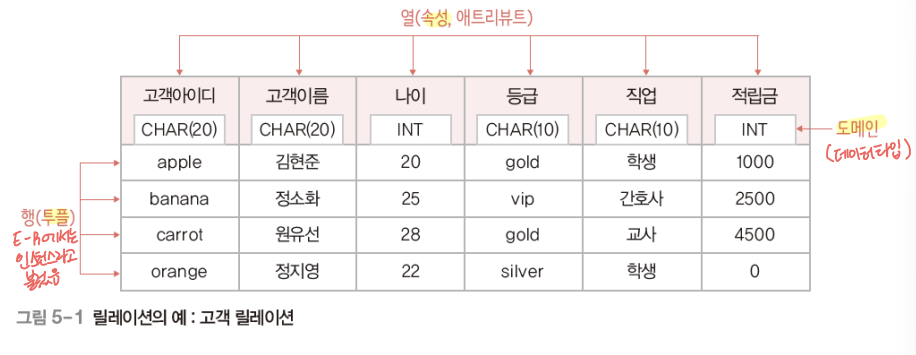 열(속성, 애트리뷰트)
고객아이디 고객이름 나이 등급 직업 적립금
CHAR(20) CHAR(20) INT CHAR(10) CHAR(10) INT
도메인
(데이터타입)
apple 김현준 20 gold 학생 1000
banana 정소화 25 vip 간호사 2500
carrot 원유선 28 gold 교사 4500
orange 정지영 22 silver 학생 0
행(투플)
E-R에서는
인스턴스라고
불렀음
그림 5-1 릴레이션의 예 : 고객 릴레이션